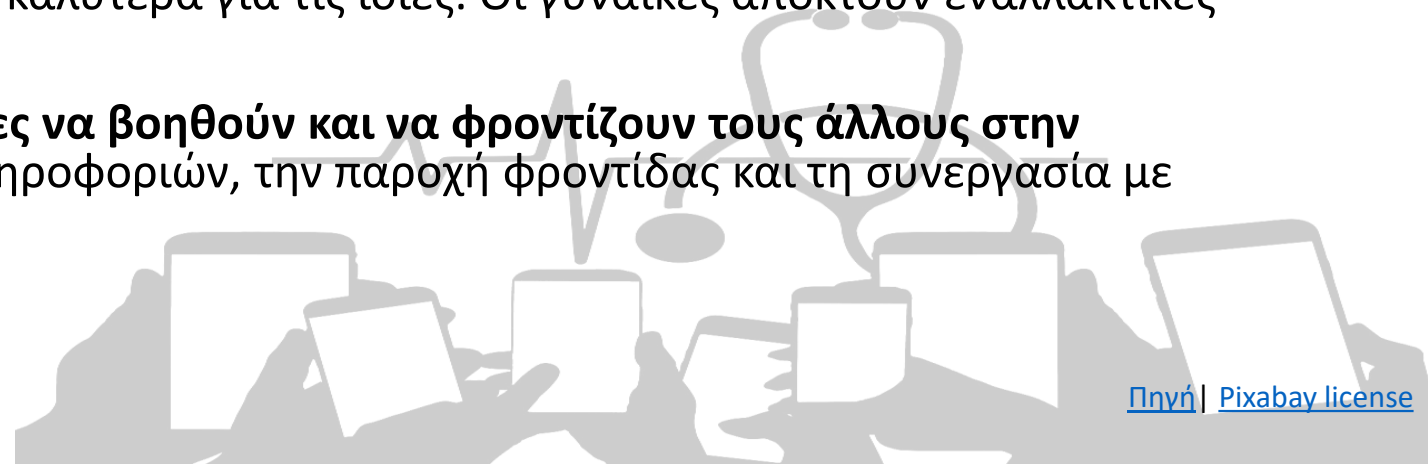 καλύτερα για τις ίδιες. Οι γυναίκες αποκτούν εναλλακτικές
ες να βοηθούν και να φροντίζουν τους άλλους στην
ηροφοριών, την παροχή φροντίδας και τη συνεργασία με
Πηγή| Pixabay license